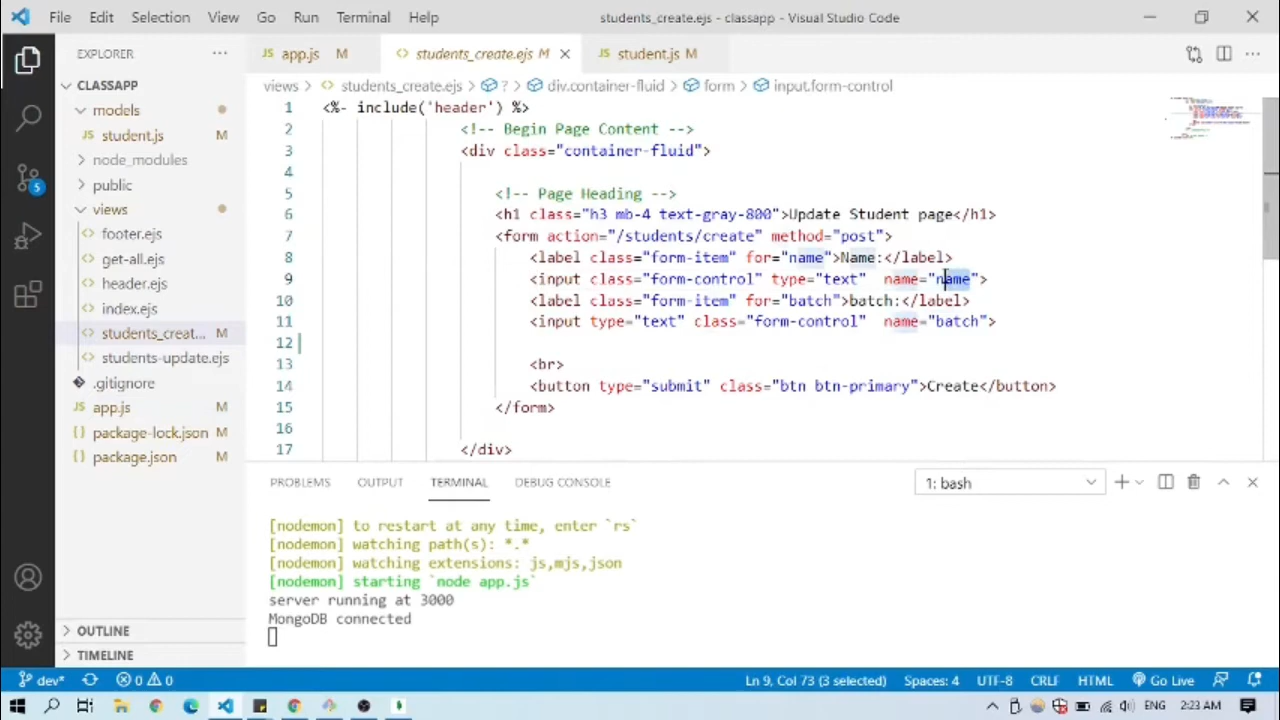 File Edit Selection View Go Run Terminal Help students_create.ejs - classapp - Visual Studio Code
EXPLORER ···
JS app.js M <> students_create.ejs M JS student.js M
CLASSAPP
views > <> students_create.ejs > ? > div.container-fluid > form > input.form-control
models
JS student.js M
node_modules
public
views
<> footer.ejs
<> get-all.ejs
<> header.ejs
<> index.ejs
<> students_creat... M
<> students-update.ejs
.gitignore
JS app.js M
{} package-lock.json M
{} package.json M
OUTLINE
TIMELINE
5
1 <%- include('header') %>
2 <!-- Begin Page Content -->
3 <div class="container-fluid">
4
5 <!-- Page Heading -->
6 <h1 class="h3 mb-4 text-gray-800">Update Student page</h1>
7 <form action="/students/create" method="post">
8 <label class="form-item" for="name">Name:</label>
9 <input class="form-control" type="text" name="name">
10 <label class="form-item" for="batch">batch:</label>
11 <input type="text" class="form-control" name="batch">
12
13 <br>
14 <button type="submit" class="btn btn-primary">Create</button>
15 </form>
16
17 </div>
PROBLEMS OUTPUT TERMINAL DEBUG CONSOLE 1: bash
[nodemon] to restart at any time, enter `rs`
[nodemon] watching path(s): *.*
[nodemon] watching extensions: js,mjs,json
[nodemon] starting `node app.js`
server running at 3000
MongoDB connected
dev* 0 0 Ln 9, Col 73 (3 selected) Spaces: 4 UTF-8 CRLF HTML Go Live
ENG 2:23 AM